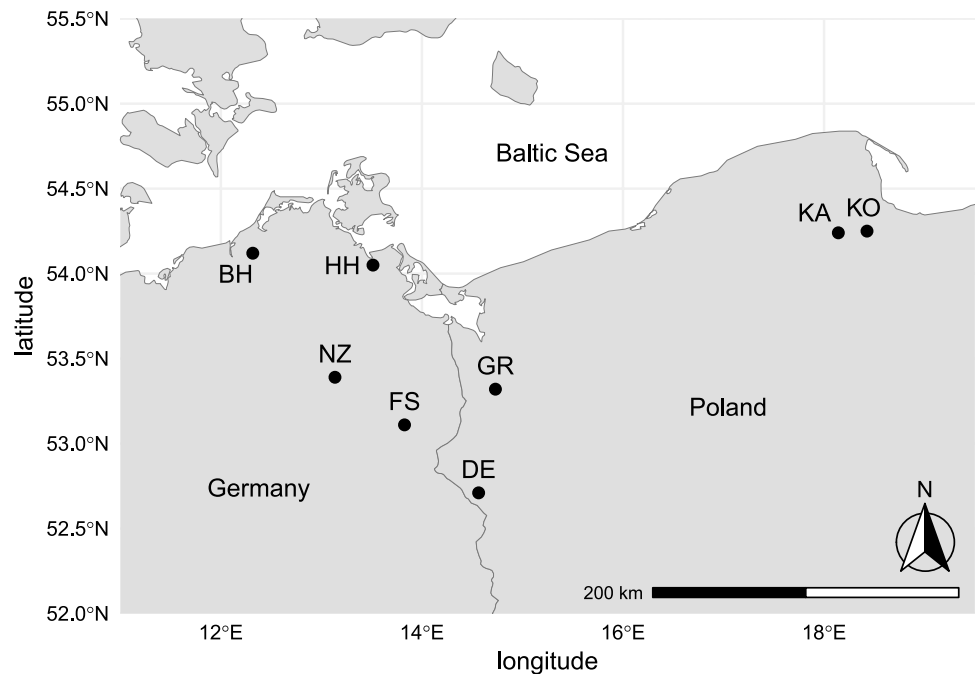 55.5°N
55.0°N
54.5°N
54.0°N
53.5°N
53.0°N
52.5°N
52.0°N
latitude
Baltic Sea
KA KO
BH
HH
NZ
GR
FS
Poland
DE
Germany
N
200 km
12°E 14°E 16°E 18°E
longitude